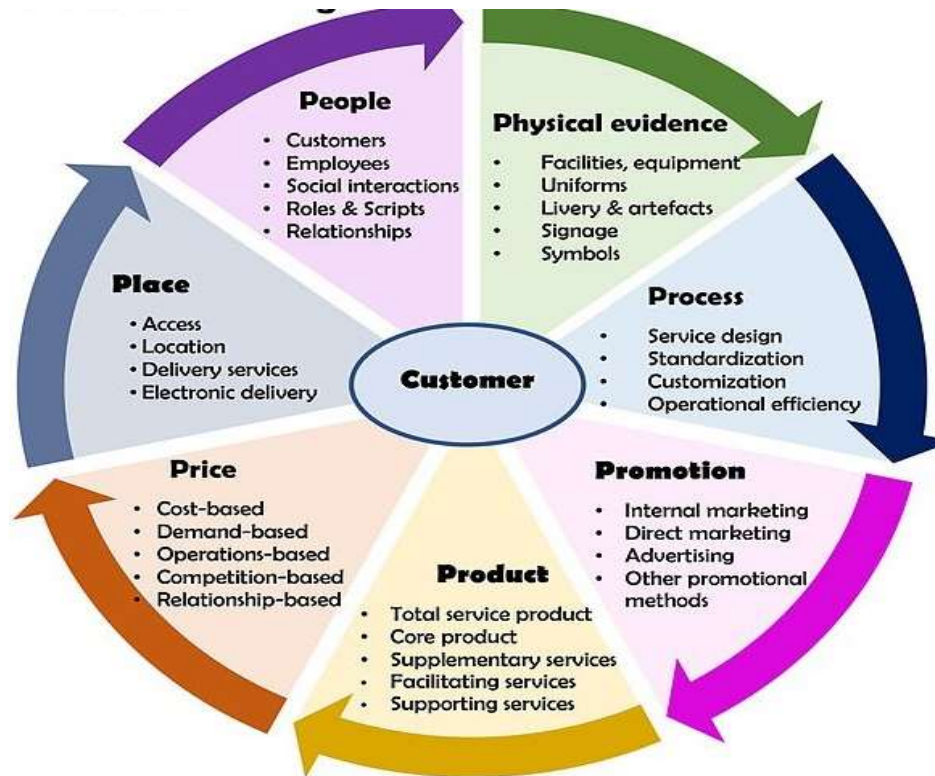 People
• Customers
• Employees
• Social interactions
• Roles & Scripts
• Relationships
Physical evidence
• Facilities, equipment
• Uniforms
• Livery & artefacts
• Signage
• Symbols
Process
• Service design
• Standardization
• Customization
• Operational efficiency
Promotion
• Internal marketing
• Direct marketing
• Advertising
• Other promotional
methods
Product
• Total service product
• Core product
• Supplementary services
• Facilitating services
• Supporting services
Price
• Cost-based
• Demand-based
• Operations-based
• Competition-based
• Relationship-based
Place
• Access
• Location
• Delivery services
• Electronic delivery
Customer